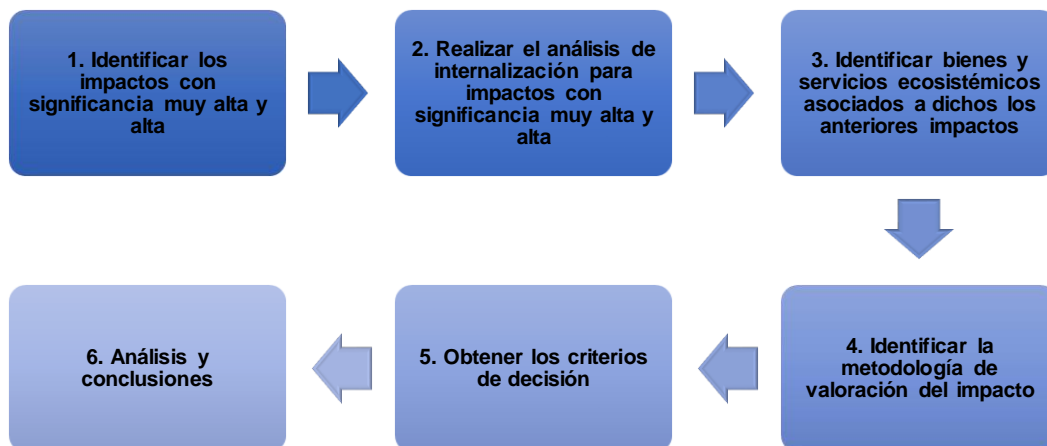 1. Identificar los
impactos con
significancia muy alta y
alta
2. Realizar el análisis de
internalización para
impactos con
significancia muy alta y
alta
3. Identificar bienes y
servicios ecosistémicos
asociados a dichos los
anteriores impactos
4. Identificar la
metodología de
valoración del impacto
5. Obtener los criterios
de decisión
6. Análisis y
conclusiones